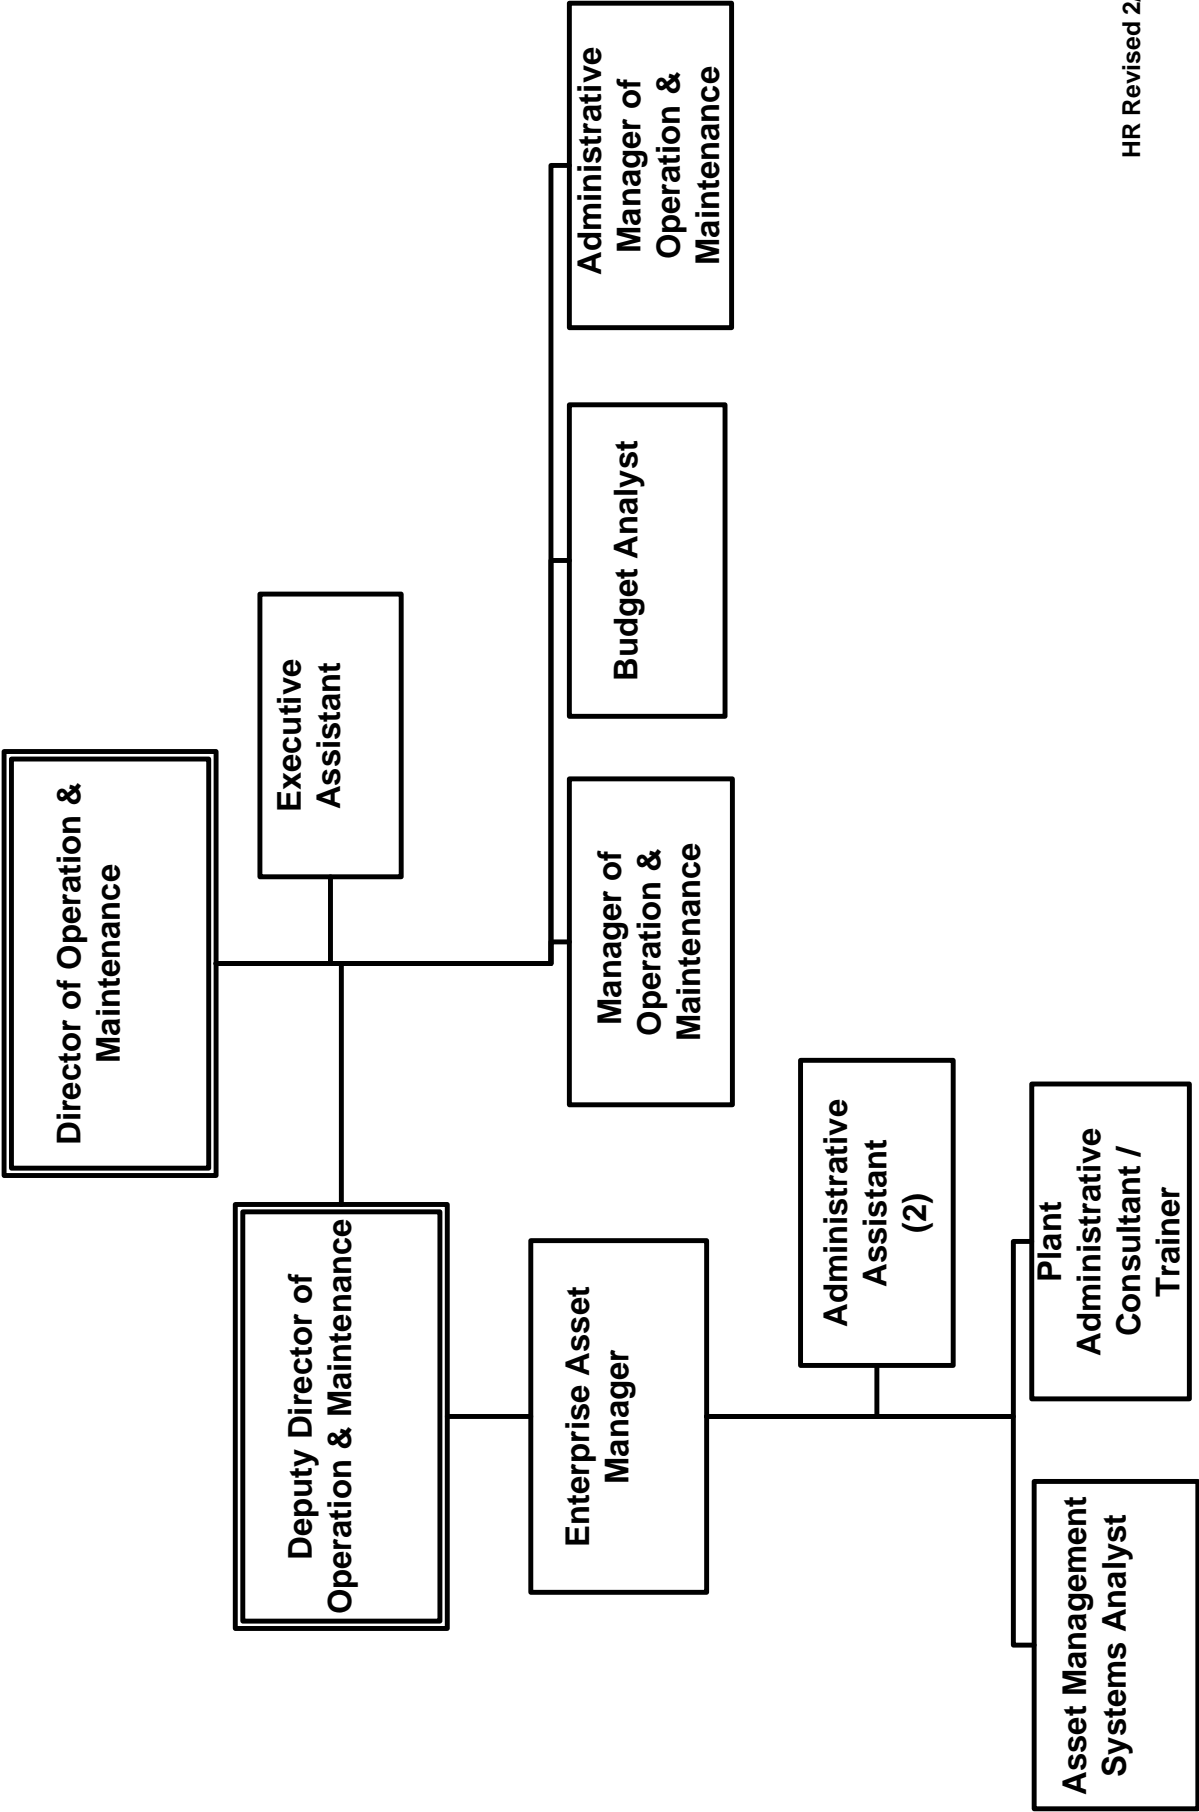 Director of Operation &
Maintenance
Executive
Assistant
Deputy Director of
Operation & Maintenance
Enterprise Asset
Manager
Manager of
Operation &
Maintenance
Budget Analyst
Administrative
Manager of
Operation &
Maintenance
Administrative
Assistant
(2)
Asset Management
Systems Analyst
Plant
Administrative
Consultant /
Trainer
HR Revised 2/